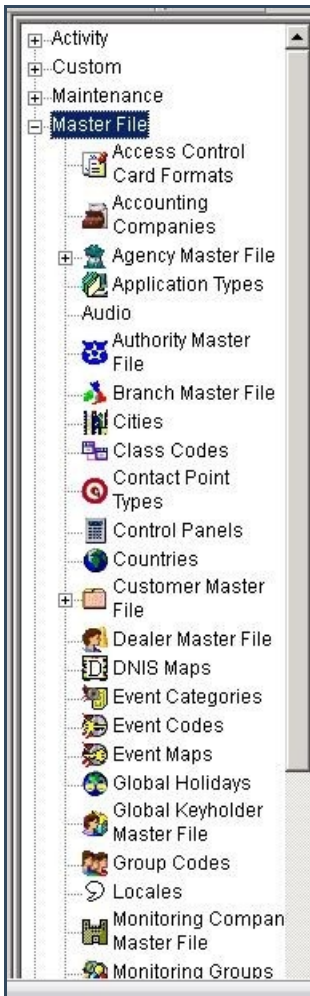 Activity
Custom
Maintenance
Master File
Access Control
Card Formats
Accounting
Companies
Agency Master File
Application Types
Audio
Authority Master
File
Branch Master File
Cities
Class Codes
Contact Point
Types
Control Panels
Countries
Customer Master
File
Dealer Master File
DNIS Maps
Event Categories
Event Codes
Event Maps
Global Holidays
Global Keyholder
Master File
Group Codes
Locales
Monitoring Compan
Master File
Monitoring Groups